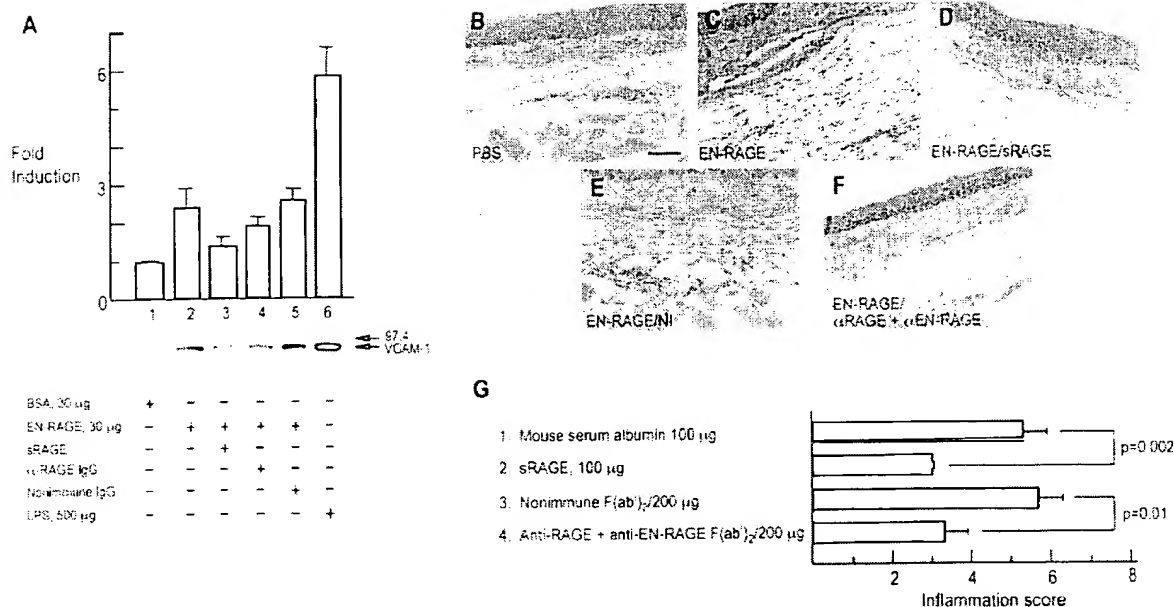 A
6
3
0
Fold
Induction
1 2 3 4 5 6
97.4
VCAM-1
BSA, 30 µg + − − − − −
EN-RAGE, 30 µg − + + + + −
sRAGE − − + − − −
α-RAGE IgG − − − + − −
Nonimmune IgG − − − − + −
LPS, 500 µg − − − − − +
B
PBS
C
EN-RAGE
D
EN-RAGE/sRAGE
E
EN-RAGE/NI
F
EN-RAGE/
αRAGE + αEN-RAGE
G
1. Mouse serum albumin 100 µg
2. sRAGE, 100 µg
3. Nonimmune F(ab')2/200 µg
4. Anti-RAGE + anti-EN-RAGE F(ab')2/200 µg
p=0.002
p=0.01
2 4 6 8
Inflammation score